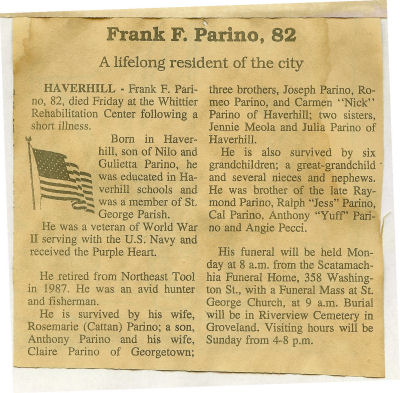 Frank F. Parino, 82
A lifelong resident of the city
HAVERHILL - Frank F. Pari-
no, 82, died Friday at the Whittier
Rehabilitation Center following a
short illness.
Born in Haver-
hill, son of Nilo and
Gulietta Parino, he
was educated in Ha-
verhill schools and
was a member of St.
George Parish.
He was a veteran of World War
II serving with the U.S. Navy and
received the Purple Heart.
He retired from Northeast Tool
in 1987. He was an avid hunter
and fisherman.
He is survived by his wife,
Rosemarie (Cattan) Parino; a son,
Anthony Parino and his wife,
Claire Parino of Georgetown;
three brothers, Joseph Parino, Ro-
meo Parino, and Carmen "Nick"
Parino of Haverhill; two sisters,
Jennie Meola and Julia Parino of
Haverhill.
He is also survived by six
grandchildren; a great-grandchild
and several nieces and nephews.
He was brother of the late Ray-
mond Parino, Ralph "Jess" Parino,
Cal Parino, Anthony "Yuff" Pari-
no and Angie Pecci.
His funeral will be held Mon-
day at 8 a.m. from the Scatamac-
hia Funeral Home, 358 Washing-
ton St., with a Funeral Mass at St.
George Church, at 9 a.m. Burial
will be in Riverview Cemetery in
Groveland. Visiting hours will be
Sunday from 4-8 p.m.